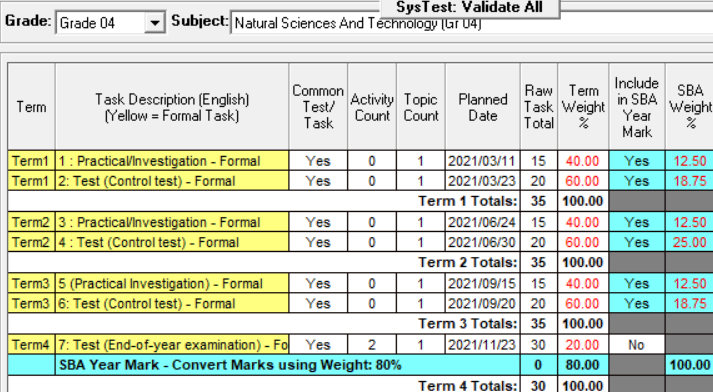 SysTest: Validate All
Grade: Grade 04 Subject: Natural Sciences And Technology (Gr 04)
Term Task Description (English) (Yellow = Formal Task) Common Test/ Task Activity Count Topic Count Planned Date Raw Task Total Term Weight % Include in SBA Year Mark SBA Weight %
Term1 1 : Practical/Investigation - Formal Yes 0 1 2021/03/11 15 40.00 Yes 12.50
Term1 2: Test (Control test) - Formal Yes 0 1 2021/03/23 20 60.00 Yes 18.75
Term 1 Totals: 35 100.00
Term2 3 : Practical/Investigation - Formal Yes 0 1 2021/06/24 15 40.00 Yes 12.50
Term2 4 : Test (Control test) - Formal Yes 0 1 2021/06/30 20 60.00 Yes 25.00
Term 2 Totals: 35 100.00
Term3 5 (Practical Investigation) - Formal Yes 0 1 2021/09/15 15 40.00 Yes 12.50
Term3 6: Test (Control test) - Formal Yes 0 1 2021/09/20 20 60.00 Yes 18.75
Term 3 Totals: 35 100.00
Term4 7: Test (End-of-year examination) - Fo Yes 2 1 2021/11/23 30 20.00 No
SBA Year Mark - Convert Marks using Weight: 80% 0 80.00 100.00
Term 4 Totals: 30 100.00